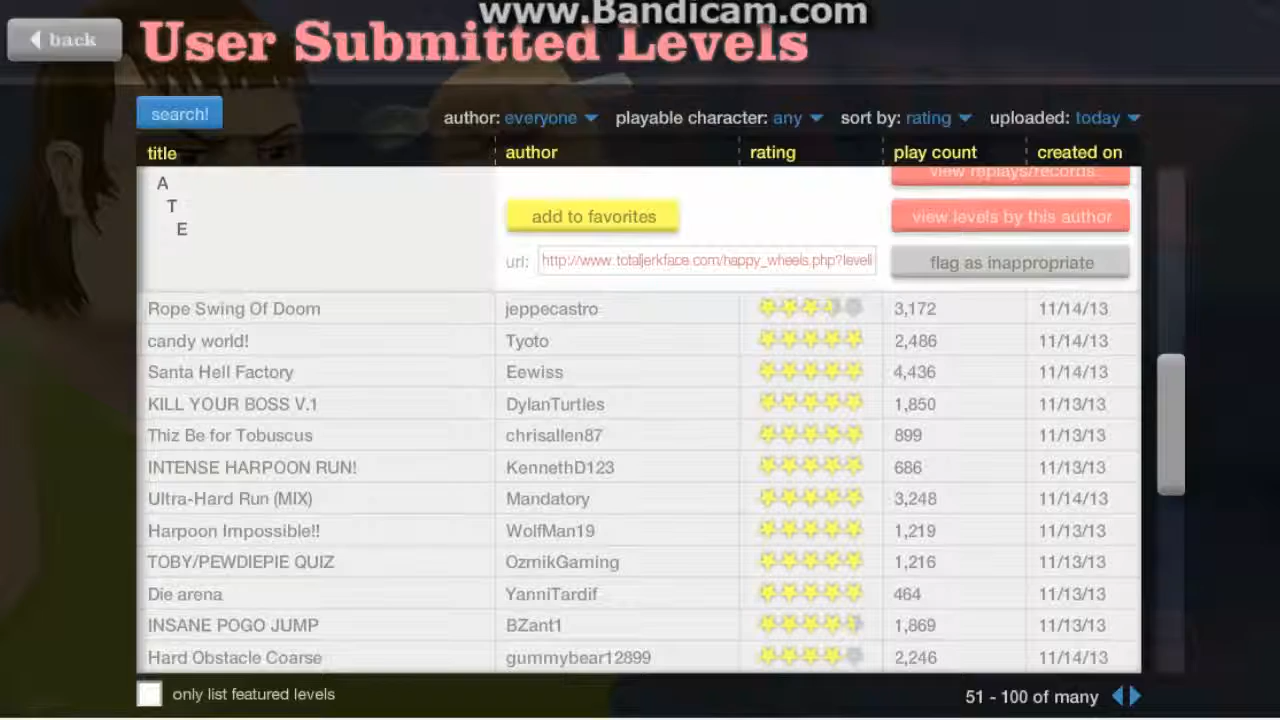 www.Bandicam.com
back
User Submitted Levels
search!
author: everyone playable character: any sort by: rating uploaded: today
title author rating play count created on
A
T
E
view replays/records
add to favorites
view levels by this author
url: http://www.totaljerkface.com/happy_wheels.php?leveli
flag as inappropriate
Rope Swing Of Doom jeppecastro 3,172 11/14/13
candy world! Tyoto 2,486 11/14/13
Santa Hell Factory Eewiss 4,436 11/14/13
KILL YOUR BOSS V.1 DylanTurtles 1,850 11/13/13
Thiz Be for Tobuscus chrisallen87 899 11/13/13
INTENSE HARPOON RUN! KennethD123 686 11/13/13
Ultra-Hard Run (MIX) Mandatory 3,248 11/14/13
Harpoon Impossible!! WolfMan19 1,219 11/13/13
TOBY/PEWDIEPIE QUIZ OzmikGaming 1,216 11/13/13
Die arena YanniTardif 464 11/13/13
INSANE POGO JUMP BZant1 1,869 11/13/13
Hard Obstacle Coarse gummybear12899 2,246 11/14/13
only list featured levels
51 - 100 of many